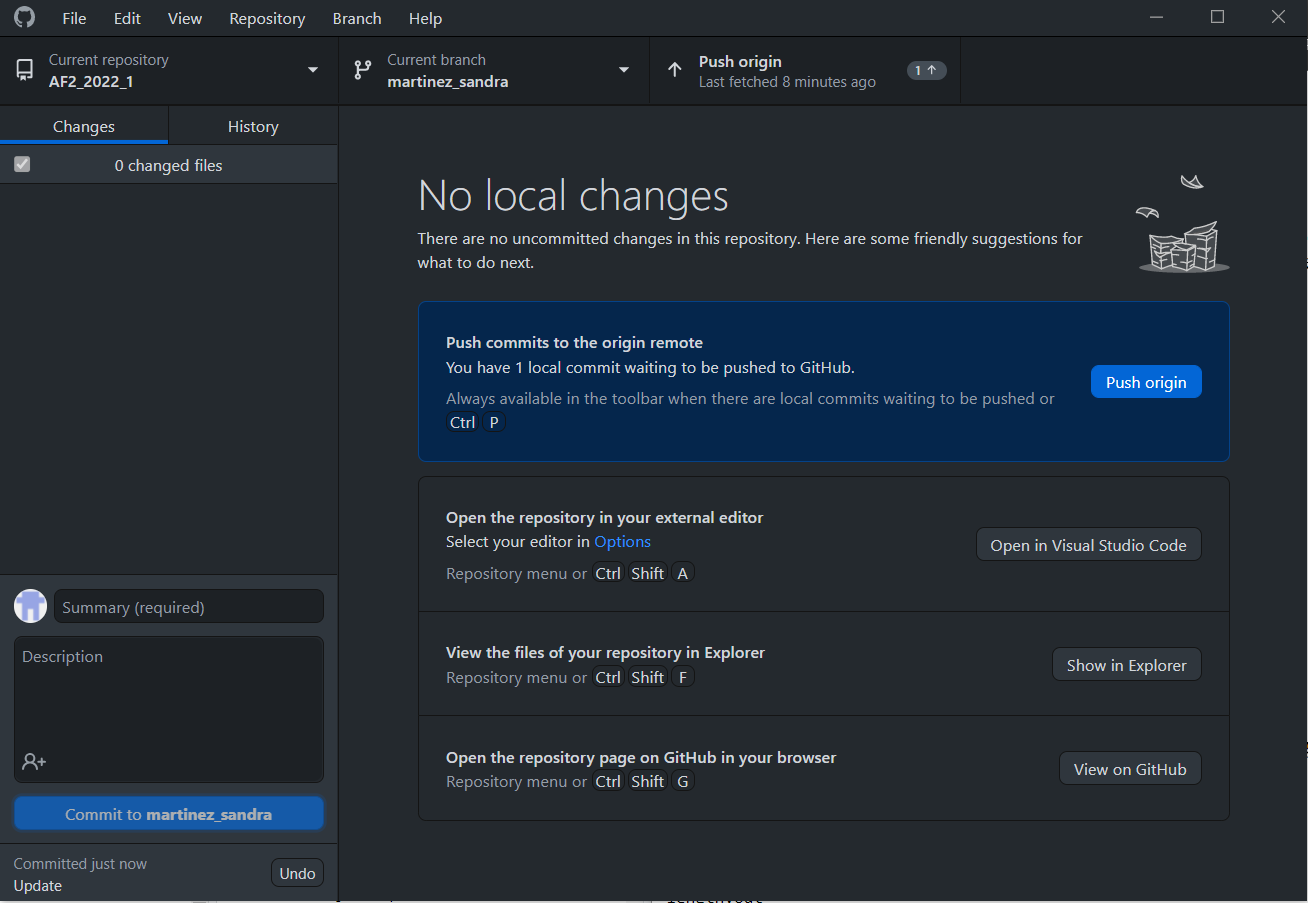 File Edit View Repository Branch Help
Current repository
AF2_2022_1
Current branch
martinez_sandra
Push origin
Last fetched 8 minutes ago
1
Changes
History
0 changed files
No local changes
There are no uncommitted changes in this repository. Here are some friendly suggestions for
what to do next.
Push commits to the origin remote
You have 1 local commit waiting to be pushed to GitHub.
Always available in the toolbar when there are local commits waiting to be pushed or
Ctrl P
Push origin
Open the repository in your external editor
Select your editor in Options
Repository menu or Ctrl Shift A
Open in Visual Studio Code
View the files of your repository in Explorer
Repository menu or Ctrl Shift F
Show in Explorer
Open the repository page on GitHub in your browser
Repository menu or Ctrl Shift G
View on GitHub
Summary (required)
Description
Commit to martinez_sandra
Committed just now
Update
Undo